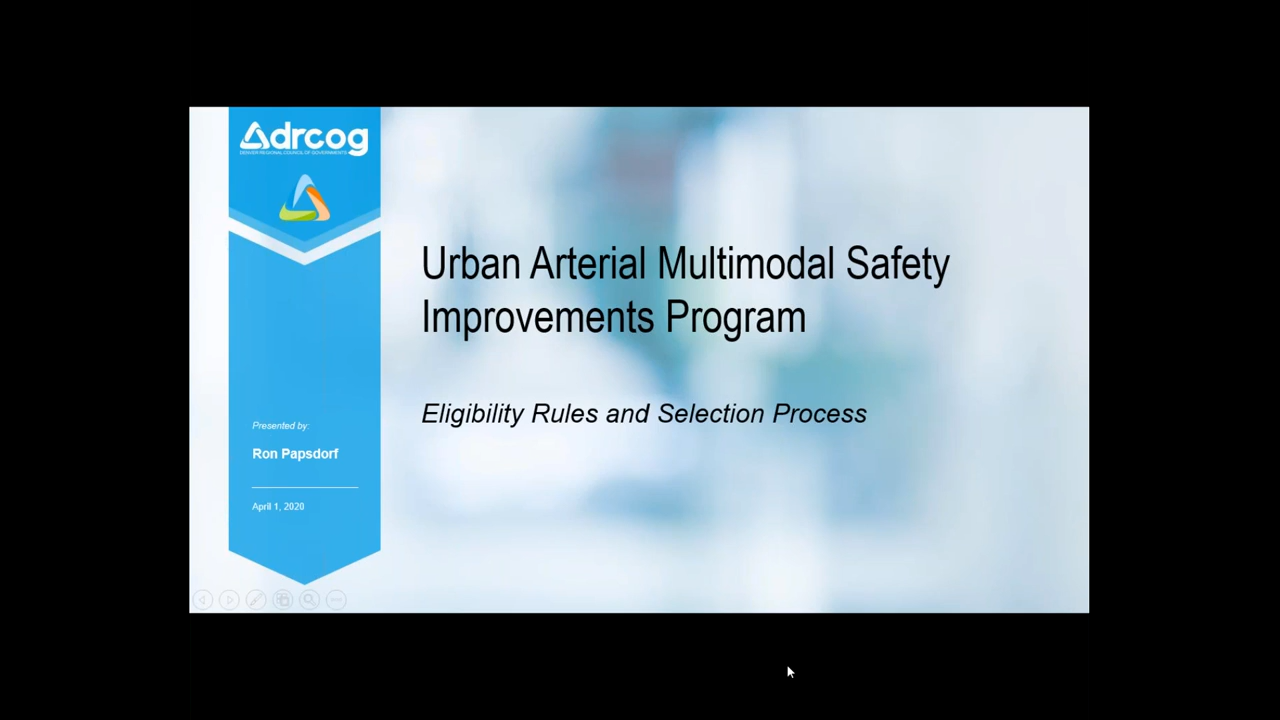 drcog
DENVER REGIONAL COUNCIL OF GOVERNMENTS
Urban Arterial Multimodal Safety
Improvements Program
Eligibility Rules and Selection Process
Presented by:
Ron Papsdorf
April 1, 2020